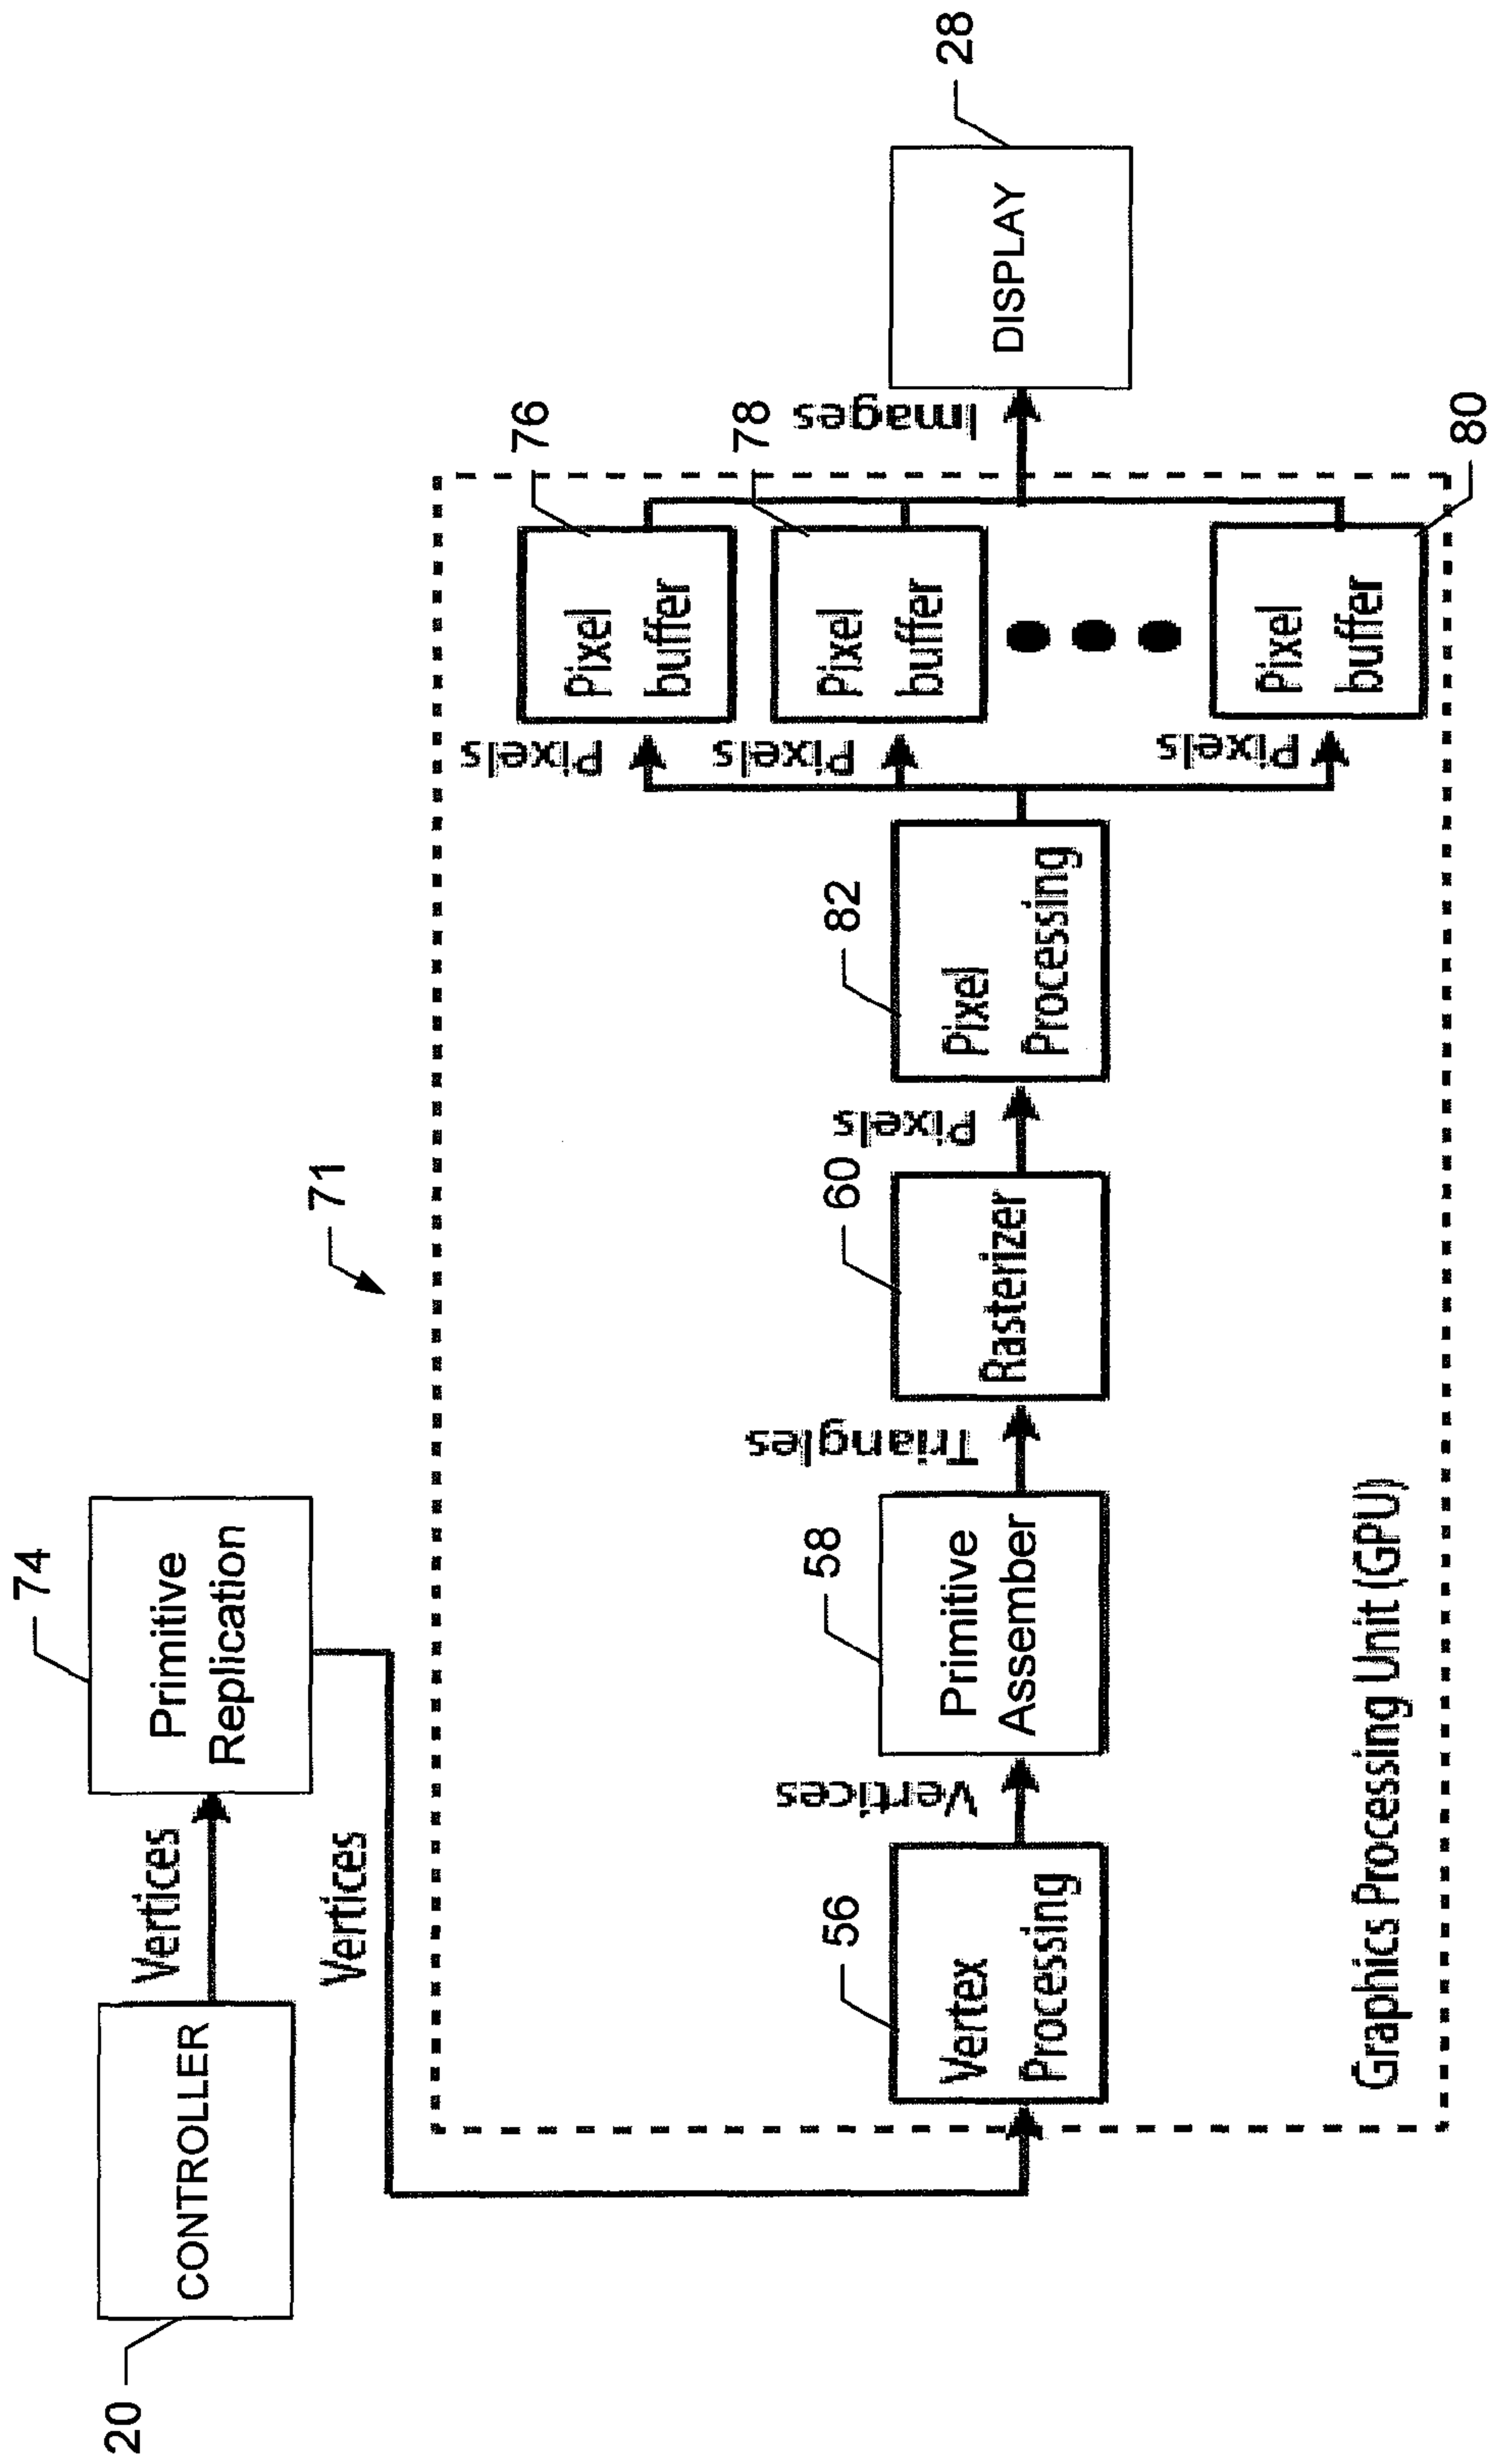 74
Primitive
Replication
Vertices
CONTROLLER
20
Vertices
71
56
Vertex
Processing
Vertices
58
Primitive
Assember
Triangles
60
Rasterizer
Pixels
82
Pixel
Processing
Pixels
Pixel
buffer
76
Pixels
Pixel
buffer
78
Pixels
Pixel
buffer
80
Images
DISPLAY
28
Graphics Processing Unit (GPU)